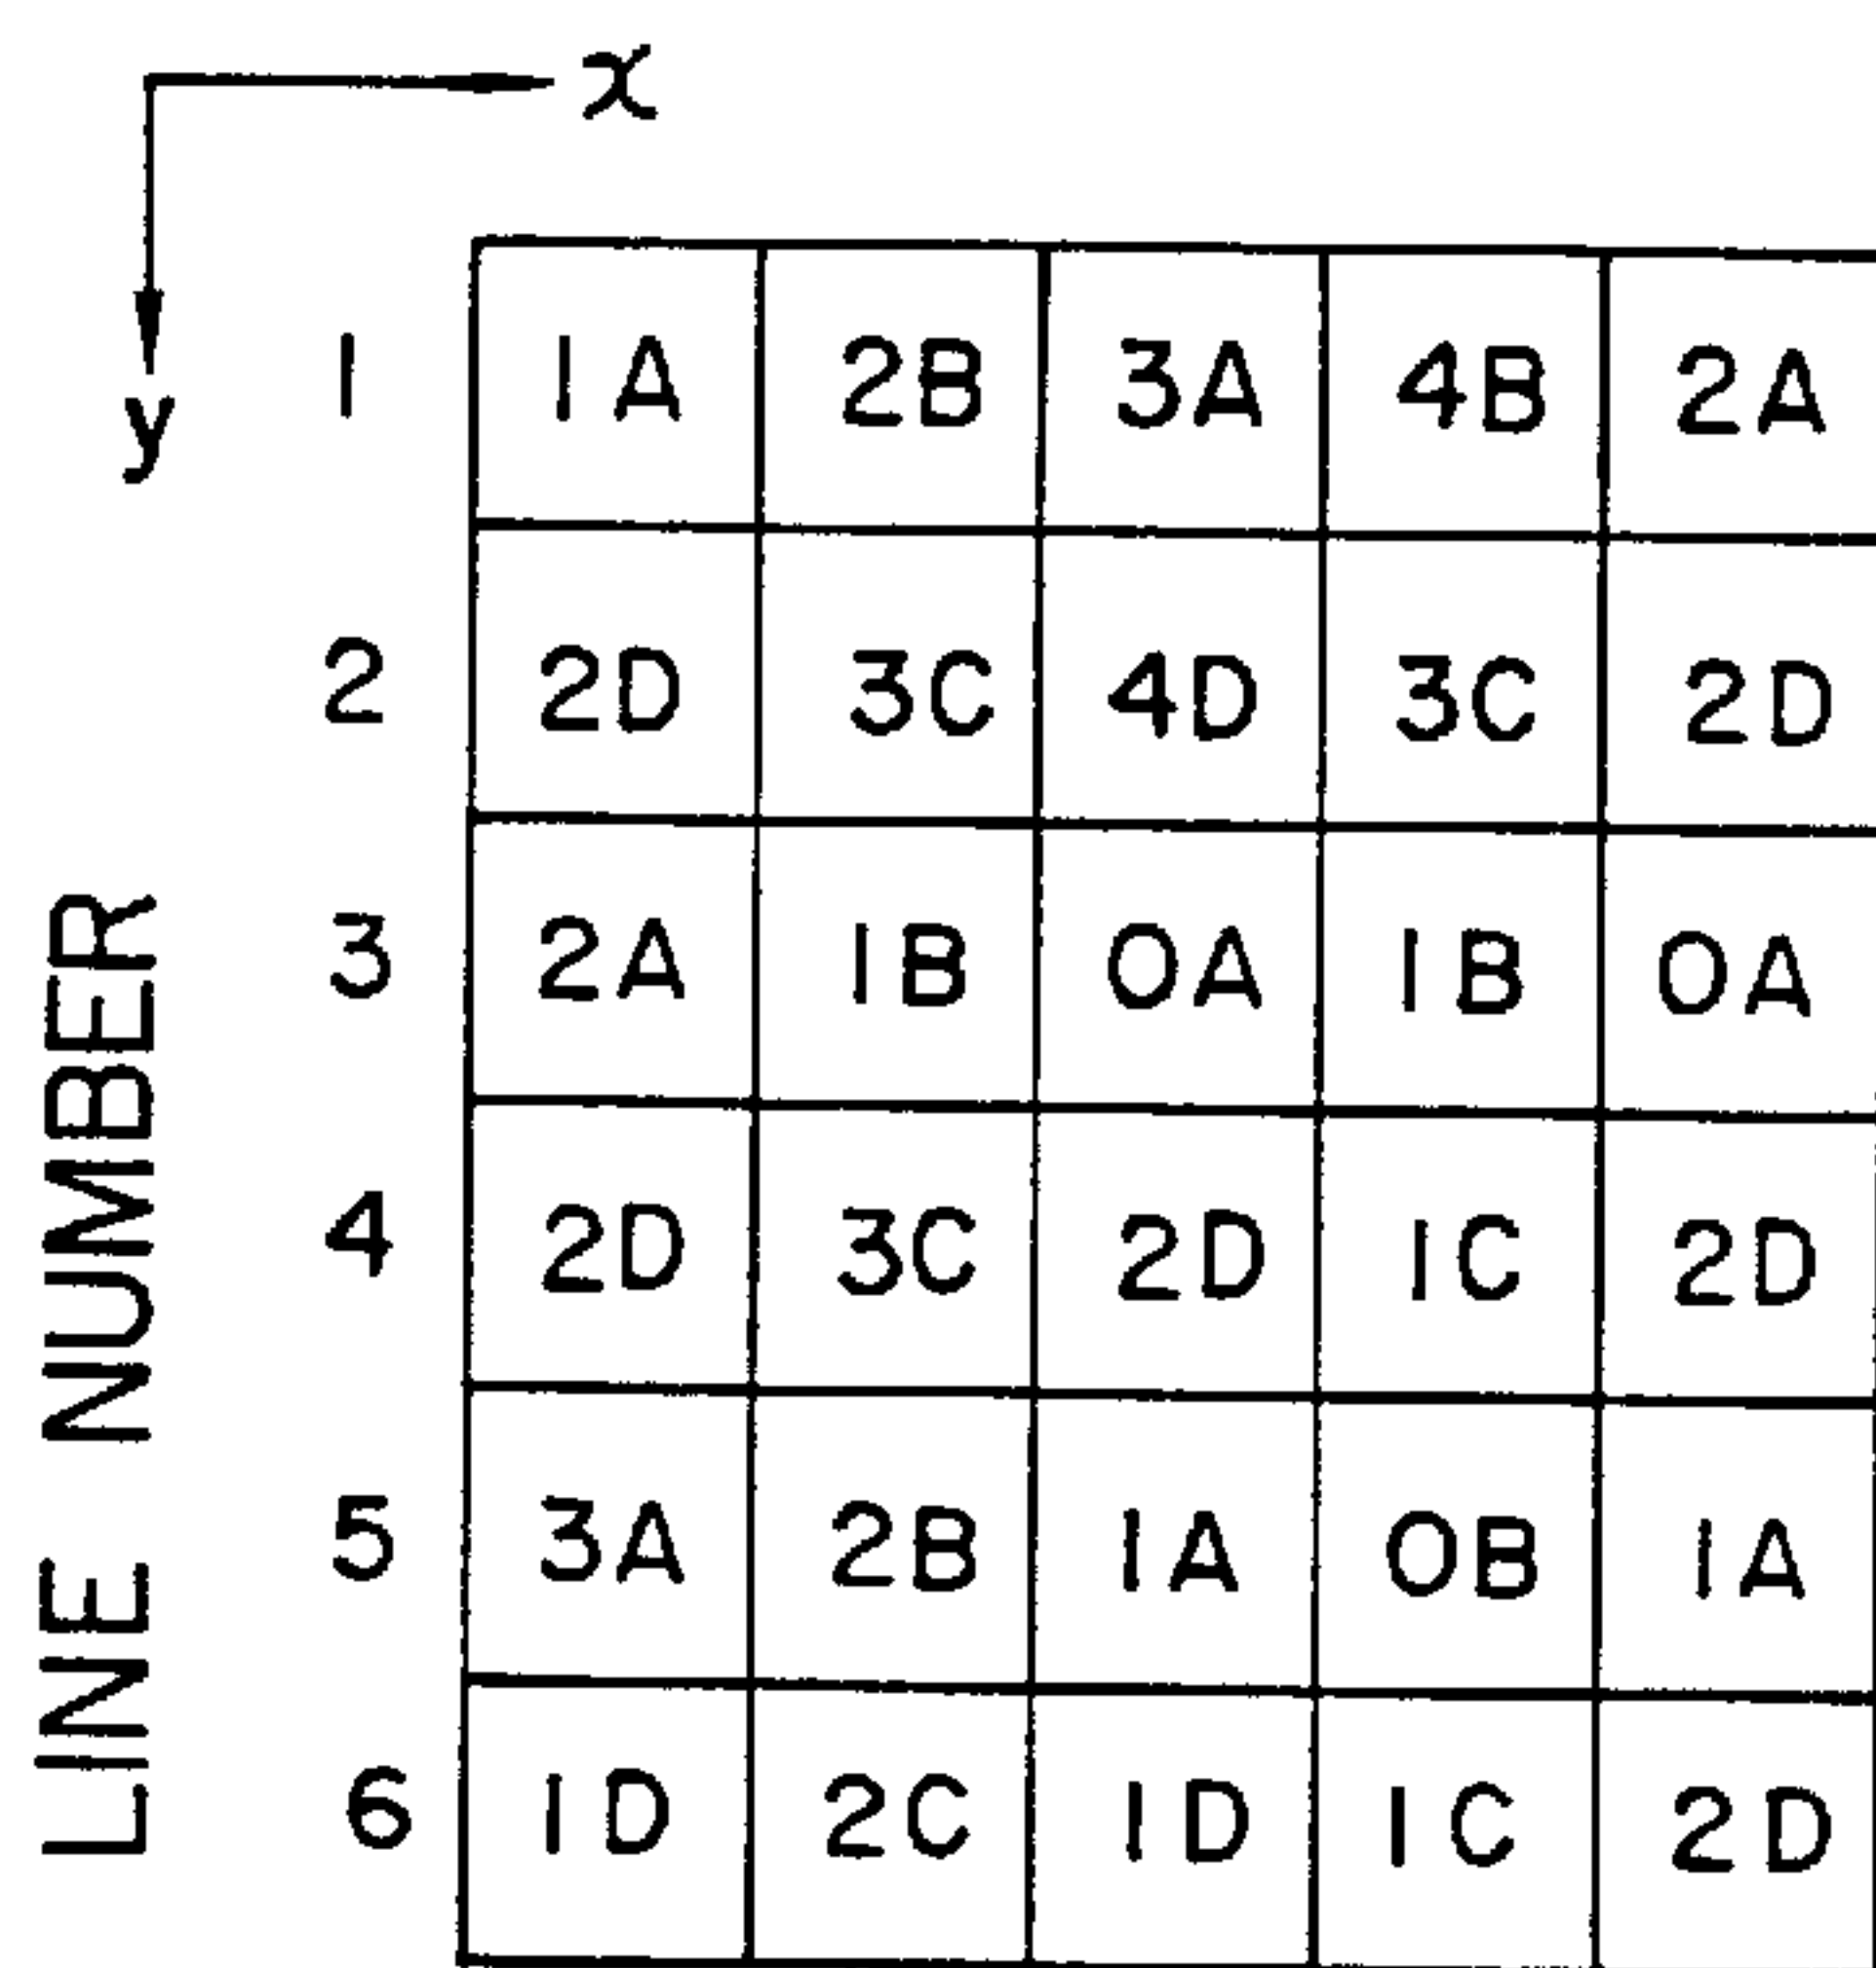 x
y
LINE NUMBER
1 1A 2B 3A 4B 2A
2 2D 3C 4D 3C 2D
3 2A 1B 0A 1B 0A
4 2D 3C 2D 1C 2D
5 3A 2B 1A 0B 1A
6 1D 2C 1D 1C 2D